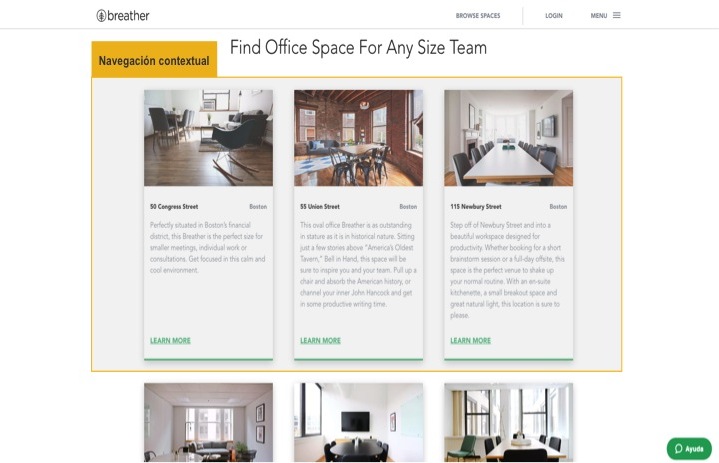 breather
BROWSE SPACES
LOGIN
MENU
Find Office Space For Any Size Team
Navegación contextual
50 Congress Street Boston
Perfectly situated in Boston's financial
district, this Breather is the perfect size for
smaller meetings, individual work or
consultations. Get focused in this calm and
cool environment.
LEARN MORE
55 Union Street Boston
This oval office Breather is as outstanding
in stature as it is in historical nature. Sitting
just a few stories above "America's Oldest
Tavern," Bell in Hand, this space will be
sure to inspire you and your team. Pull up a
chair and absorb the American history, or
channel your inner John Hancock and get
in some productive writing time.
LEARN MORE
115 Newbury Street Boston
Step off of Newbury Street and into a
beautiful workspace designed for
productivity. Whether booking for a short
brainstorm session or a full-day offsite, this
space is the perfect venue to shake up
your normal routine. With an en-suite
kitchenette, a small breakout space and
great natural light, this location is sure to
please.
LEARN MORE
Ayuda